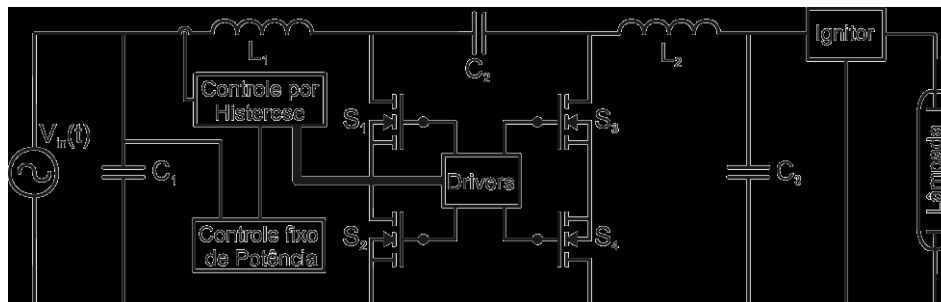 Ignitor
L₁
C₂
L₂
Controle por
Histerese
S₁
S₃
V_in(t)
C₁
Drivers
C₃
Lâmpada
Controle fixo
de Potência
S₂
S₄